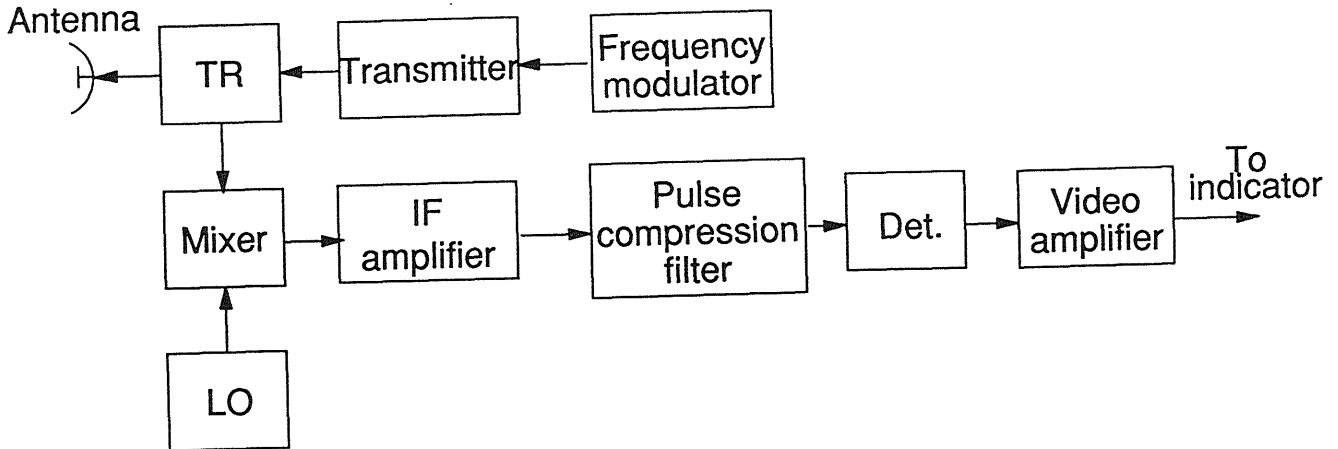 Antenna
TR
Transmitter
Frequency
modulator
Mixer
IF
amplifier
Pulse
compression
filter
Det.
Video
amplifier
To
indicator
LO